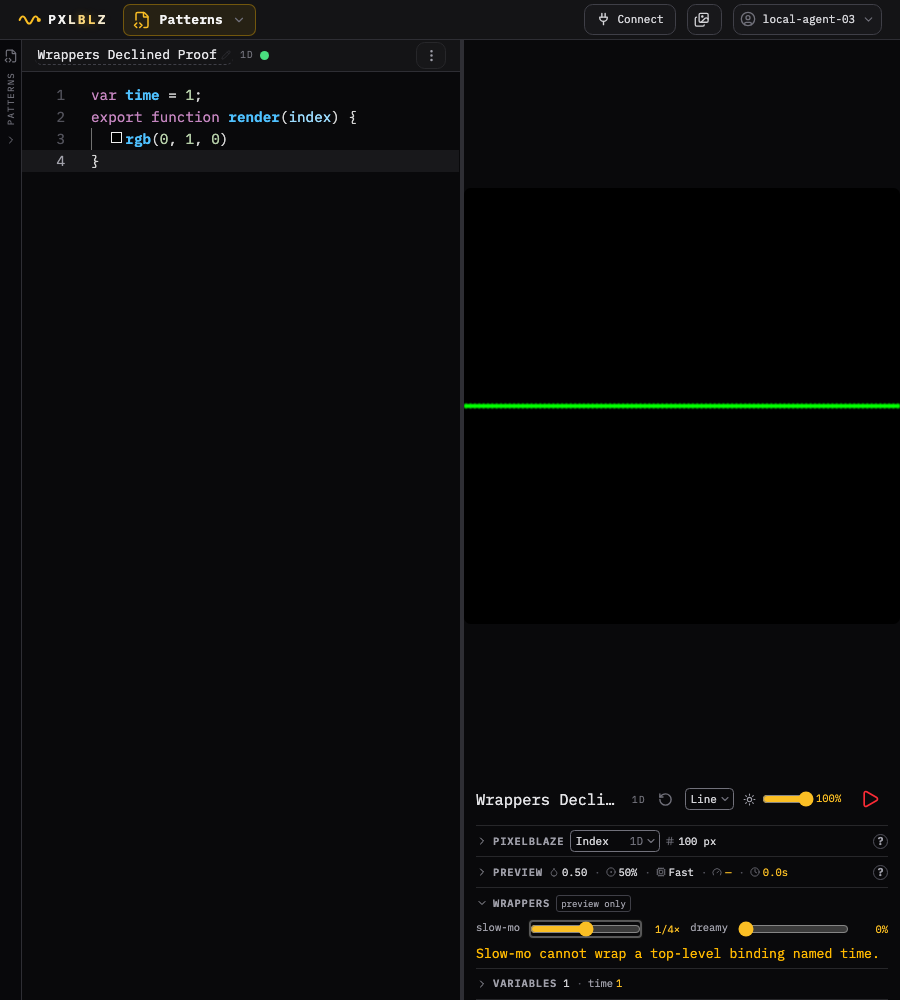 PXLBLZ Patterns Connect local-agent-03
PATTERNS
Wrappers Declined Proof 1D
1 var time = 1;
2 export function render(index) {
3 rgb(0, 1, 0)
4 }
Wrappers Decli… 1D Line 100%
PIXELBLAZE Index 1D # 100 px ?
PREVIEW 0.50 · 50% · Fast · — · 0.0s ?
WRAPPERS preview only
slow-mo 1/4× dreamy 0%
Slow-mo cannot wrap a top-level binding named time.
VARIABLES 1 · time 1